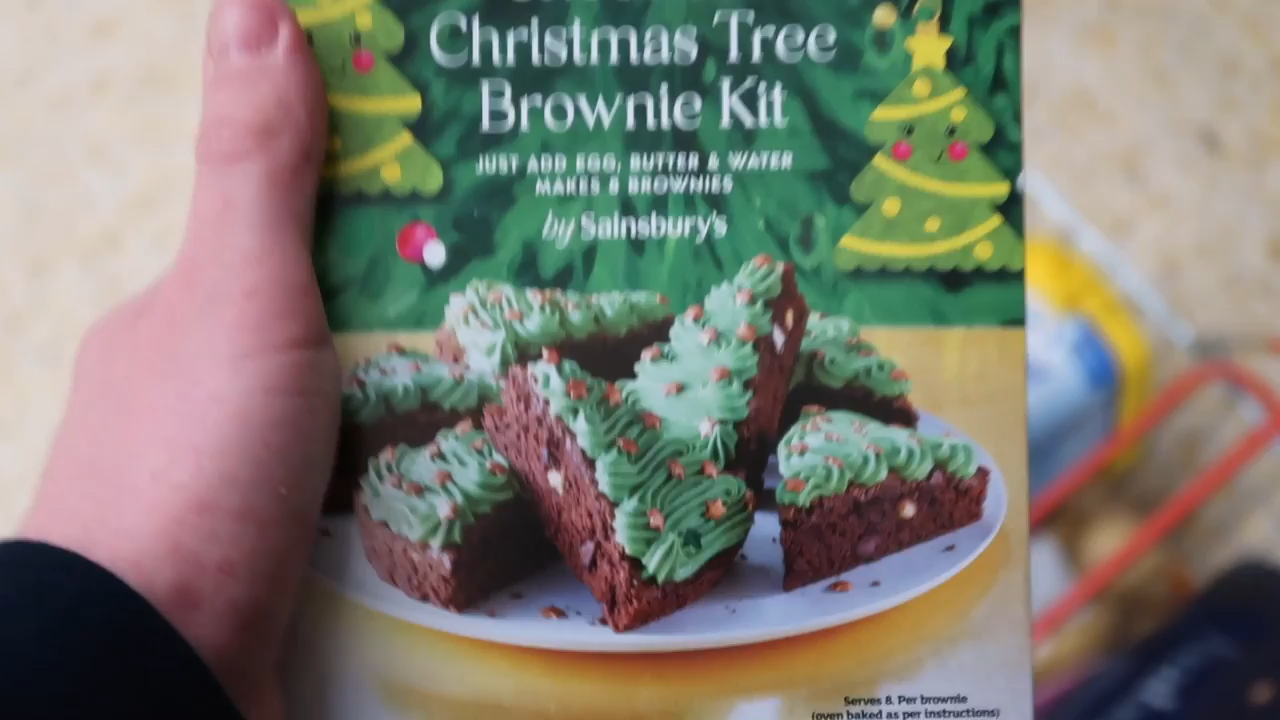 Christmas Tree
Brownie Kit
JUST ADD EGG, BUTTER & WATER
MAKES 8 BROWNIES
by Sainsbury's
Serves 8. Per brownie
(oven baked as per instructions)